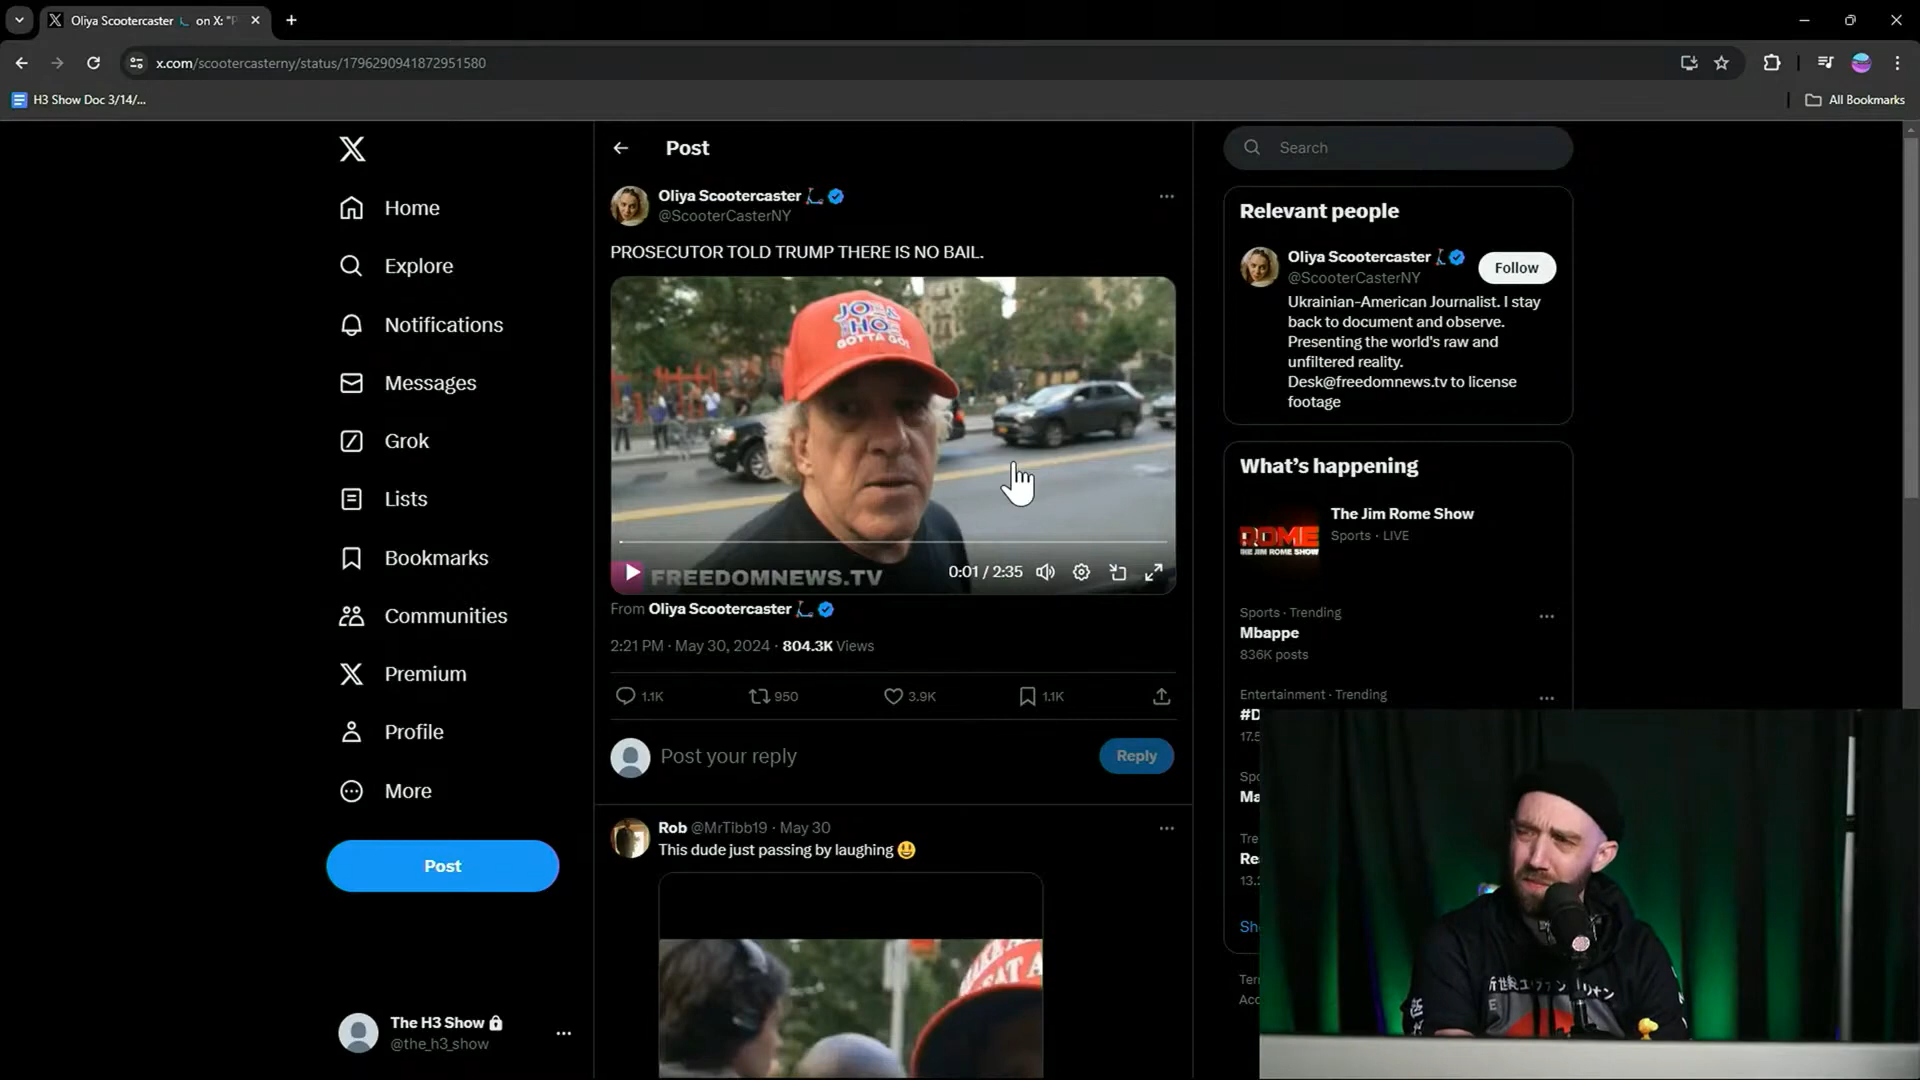 Oliya Scootercaster 🛴 on X: "P
x.com/scootercasterny/status/1796290941872951580
H3 Show Doc 3/14/...
All Bookmarks
Home
Explore
Notifications
Messages
Grok
Lists
Bookmarks
Communities
Premium
Profile
More
Post
The H3 Show
@the_h3_show
Post
Oliya Scootercaster 🛴
@ScooterCasterNY
PROSECUTOR TOLD TRUMP THERE IS NO BAIL.
GOTTA GO!
FREEDOMNEWS.TV
0:01 / 2:35
From Oliya Scootercaster 🛴
2:21 PM · May 30, 2024 · 804.3K Views
1.1K 950 3.9K 1.1K
Post your reply
Reply
Rob @MrTibb19 · May 30
This dude just passing by laughing 😃
Search
Relevant people
Oliya Scootercaster 🛴
@ScooterCasterNY
Follow
Ukrainian-American Journalist. I stay
back to document and observe.
Presenting the world's raw and
unfiltered reality.
Desk@freedomnews.tv to license
footage
What's happening
ROME
THE JIM ROME SHOW
The Jim Rome Show
Sports · LIVE
Sports · Trending
Mbappe
836K posts
Entertainment · Trending